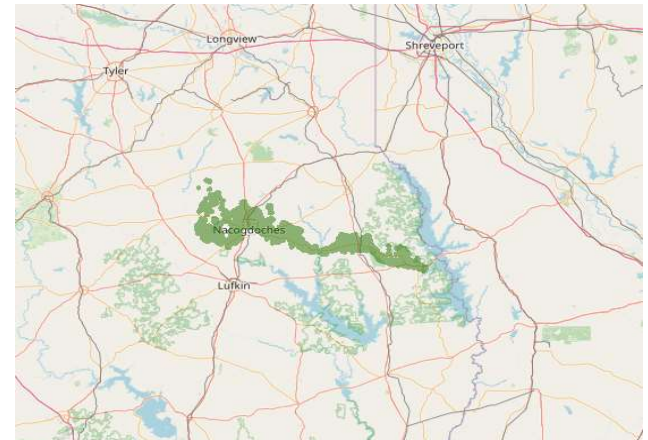 Longview
Shreveport
Tyler
Nacogdoches
Lufkin